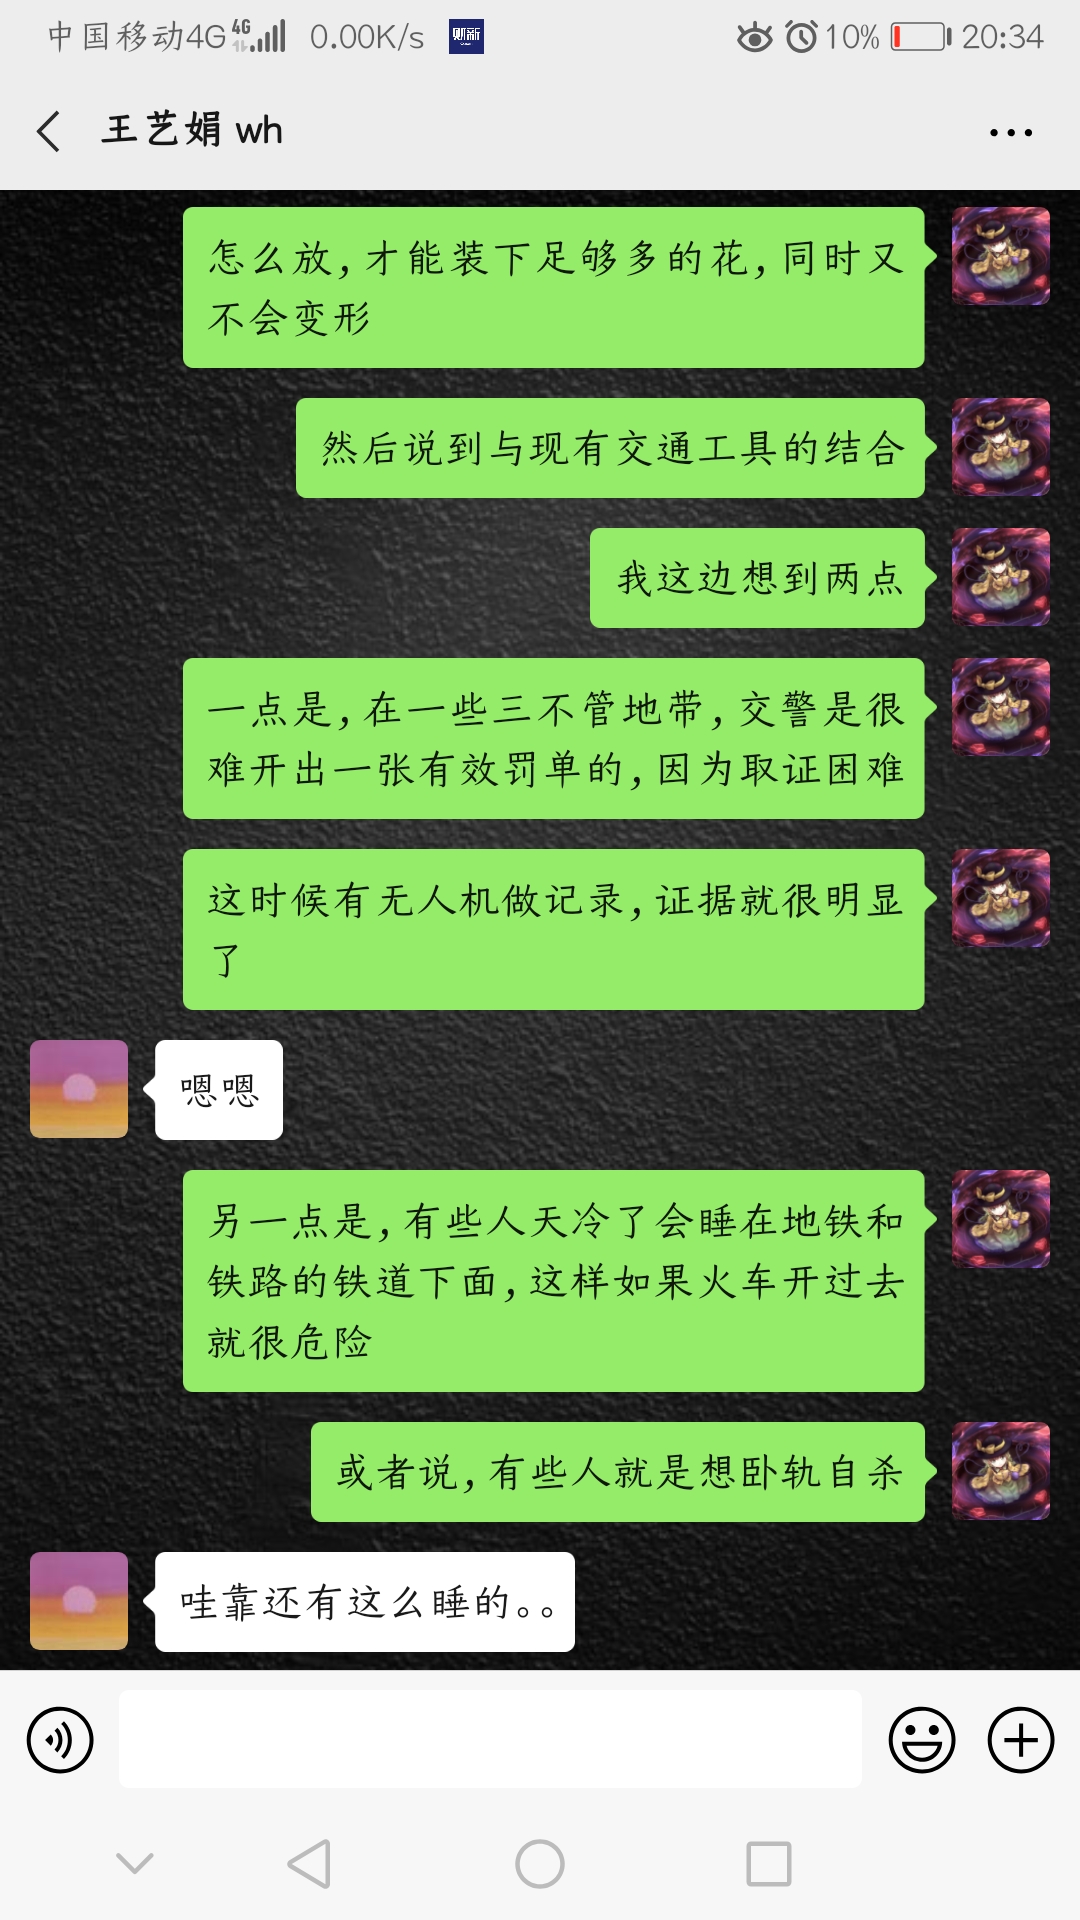 中国移动4G 4G 0.00K/s 财新 10% 20:34
王艺娟 wh
怎么放,才能装下足够多的花,同时又
不会变形
然后说到与现有交通工具的结合
我这边想到两点
一点是,在一些三不管地带,交警是很
难开出一张有效罚单的,因为取证困难
这时候有无人机做记录,证据就很明显
了
嗯嗯
另一点是,有些人天冷了会睡在地铁和
铁路的铁道下面,这样如果火车开过去
就很危险
或者说,有些人就是想卧轨自杀
哇靠还有这么睡的。。